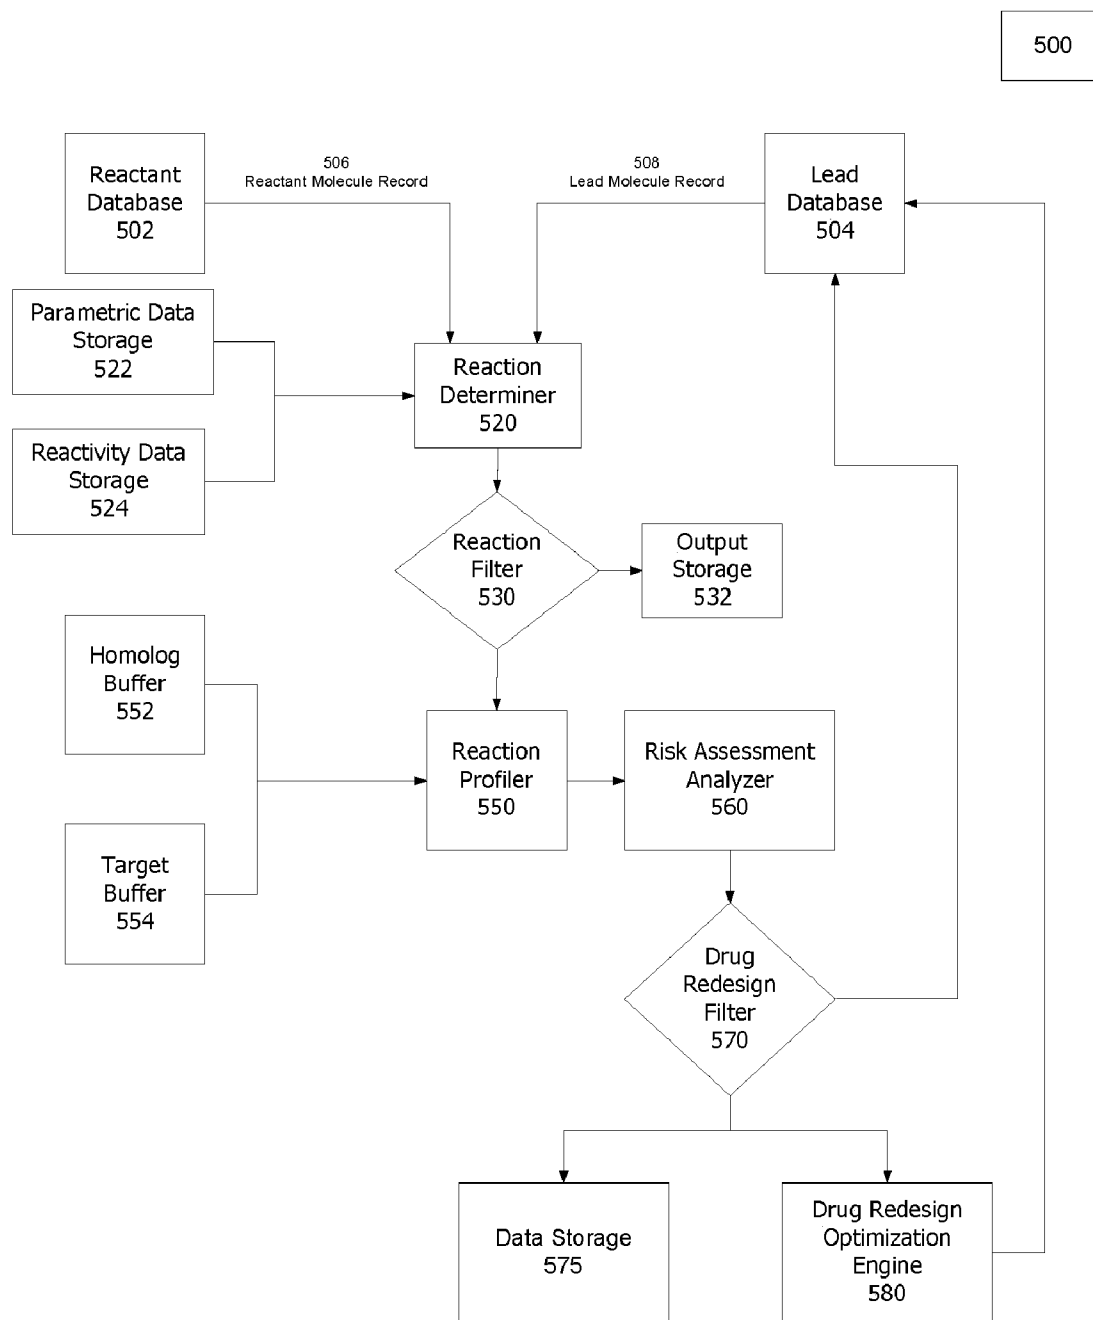 500
Reactant
Database
502
506
Reactant Molecule Record
508
Lead Molecule Record
Lead
Database
504
Parametric Data
Storage
522
Reaction
Determiner
520
Reactivity Data
Storage
524
Reaction
Filter
530
Output
Storage
532
Homolog
Buffer
552
Reaction
Profiler
550
Risk Assessment
Analyzer
560
Target
Buffer
554
Drug
Redesign
Filter
570
Data Storage
575
Drug Redesign
Optimization
Engine
580